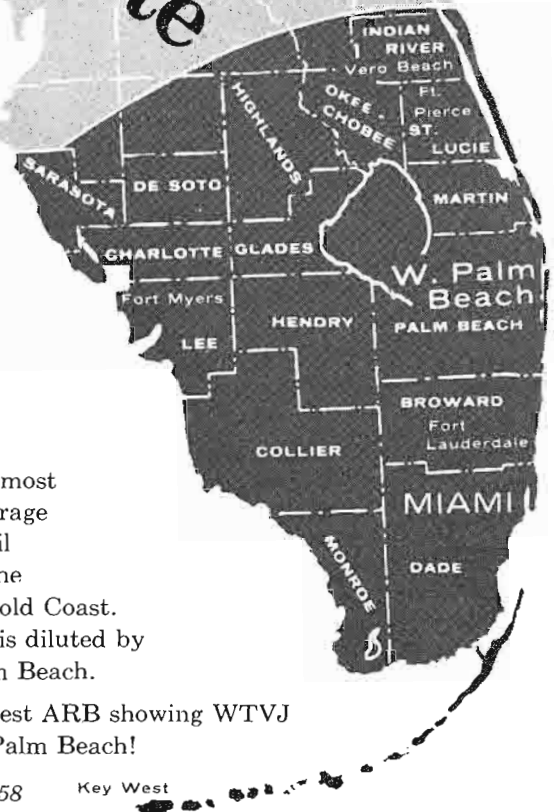 te
INDIAN
RIVER
Vero Beach
OKEE-
CHOBEE
Ft.
Pierce
ST.
LUCIE
HIGHLANDS
SARASOTA
DE SOTO
MARTIN
CHARLOTTE
GLADES
W. Palm
Beach
Fort Myers
LEE
HENDRY
PALM BEACH
BROWARD
Fort
Lauderdale
COLLIER
MIAMI
MONROE
DADE
most
rage
il
ne
old Coast.
is diluted by
n Beach.
est ARB showing WTVJ
Palm Beach!
58
Key West